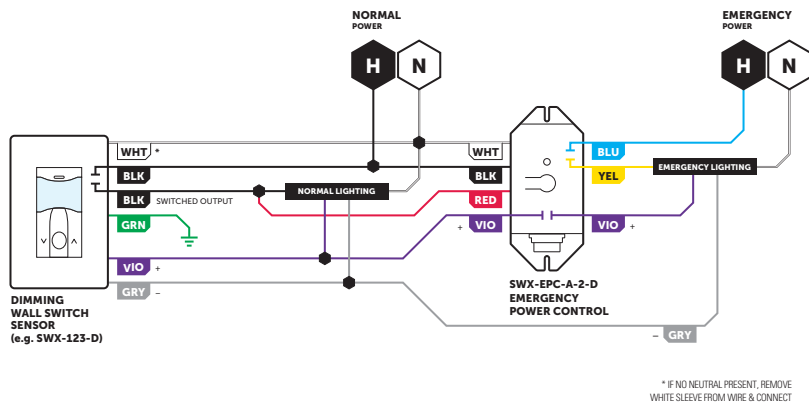 NORMAL
POWER
EMERGENCY
POWER
H
N
H
N
WHT *
WHT
BLU
BLK
BLK
YEL
EMERGENCY LIGHTING
BLK SWITCHED OUTPUT
NORMAL LIGHTING
RED
GRN
+ VIO
VIO +
VIO +
GRY –
SWX-EPC-A-2-D
EMERGENCY
POWER CONTROL
DIMMING
WALL SWITCH
SENSOR
(e.g. SWX-123-D)
– GRY
* IF NO NEUTRAL PRESENT, REMOVE
WHITE SLEEVE FROM WIRE & CONNECT